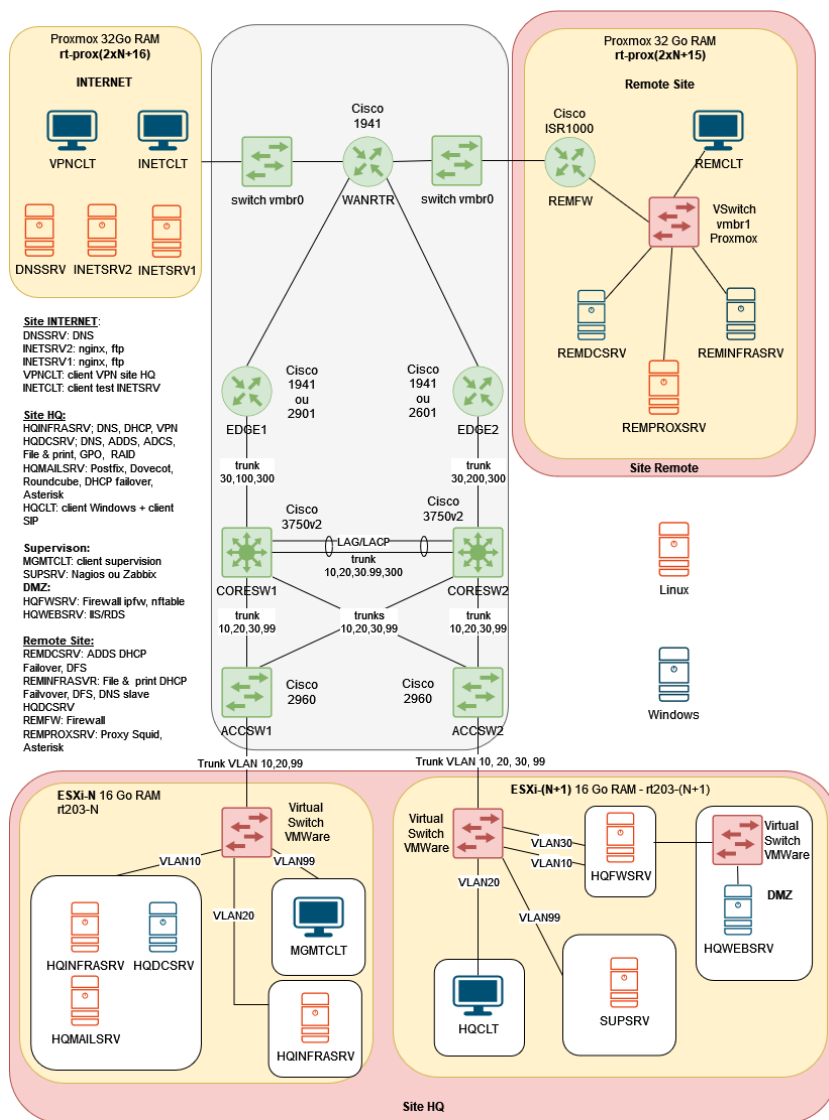 Proxmox 32Go RAM
rt-prox(2xN+16)
INTERNET
VPNCLT
INETCLT
DNSSRV
INETSRV2
INETSRV1
switch vmbr0
Cisco
1941
WANRTR
switch vmbr0
Proxmox 32 Go RAM
rt-prox(2xN+15)
Remote Site
Cisco
ISR1000
REMFW
REMCLT
VSwitch
vmbr1
Proxmox
REMDCSRV
REMINFRASRV
REMPROXSRV
Site Remote
Site INTERNET:
DNSSRV: DNS
INETSRV2: nginx, ftp
INETSRV1: nginx, ftp
VPNCLT: client VPN site HQ
INETCLT: client test INETSRV
Site HQ:
HQINFRASRV; DNS, DHCP, VPN
HQDCSRV; DNS, ADDS, ADCS,
File & print, GPO, RAID
HQMAILSRV: Postfix, Dovecot,
Roundcube, DHCP failover,
Asterisk
HQCLT: client Windows + client
SIP
Supervison:
MGMTCLT: client supervision
SUPSRV: Nagios ou Zabbix
DMZ:
HQFWSRV: Firewall ipfw, nftable
HQWEBSRV: IIS/RDS
Remote Site:
REMDCSRV: ADDS DHCP
Failover, DFS
REMINFRASVR: File & print DHCP
Failvover, DFS, DNS slave
HQDCSRV
REMFW: Firewall
REMPROXSRV: Proxy Squid,
Asterisk
Cisco
1941
ou
2901
EDGE1
Cisco
1941
ou
2601
EDGE2
trunk
30,100,300
trunk
30,200,300
Cisco
3750v2
Cisco
3750v2
LAG/LACP
trunk
10,20,30.99,300
CORESW1
CORESW2
trunk
10,20,30,99
trunks
10,20,30,99
trunk
10,20,30,99
Cisco
2960
Cisco
2960
ACCSW1
ACCSW2
Linux
Windows
Trunk VLAN 10,20,99
Trunk VLAN 10, 20, 30, 99
ESXi-N 16 Go RAM
rt203-N
Virtual
Switch
VMWare
VLAN10
VLAN99
VLAN20
HQINFRASRV
HQDCSRV
HQMAILSRV
MGMTCLT
HQINFRASRV
ESXi-(N+1) 16 Go RAM - rt203-(N+1)
Virtual
Switch
VMWare
VLAN30
VLAN10
VLAN20
VLAN99
HQFWSRV
Virtual
Switch
VMWare
DMZ
HQWEBSRV
HQCLT
SUPSRV
Site HQ